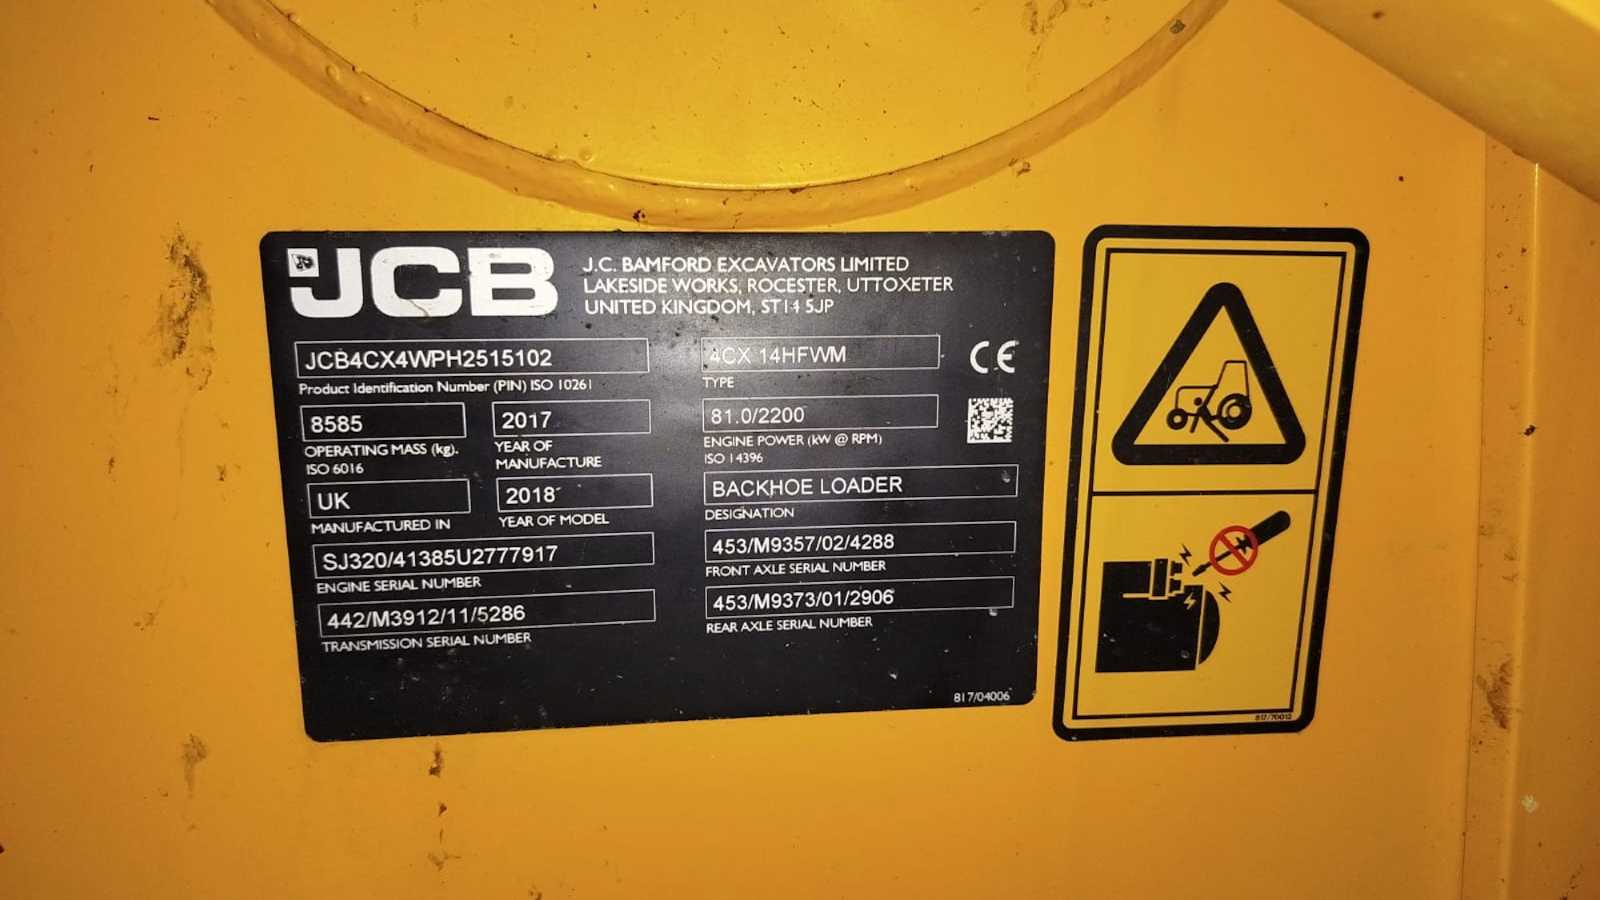 JCB
J.C. BAMFORD EXCAVATORS LIMITED
LAKESIDE WORKS, ROCESTER, UTTOXETER
UNITED KINGDOM, ST14 5JP
JCB4CX4WPH2515102
Product Identification Number (PIN) ISO 10261
4CX 14HFWM
TYPE
CE
8585
OPERATING MASS (kg).
ISO 6016
2017
YEAR OF
MANUFACTURE
81.0/2200
ENGINE POWER (kW @ RPM)
ISO 14396
UK
MANUFACTURED IN
2018
YEAR OF MODEL
BACKHOE LOADER
DESIGNATION
SJ320/41385U2777917
ENGINE SERIAL NUMBER
453/M9357/02/4288
FRONT AXLE SERIAL NUMBER
442/M3912/11/5286
TRANSMISSION SERIAL NUMBER
453/M9373/01/2906
REAR AXLE SERIAL NUMBER
817/04006
817/70012